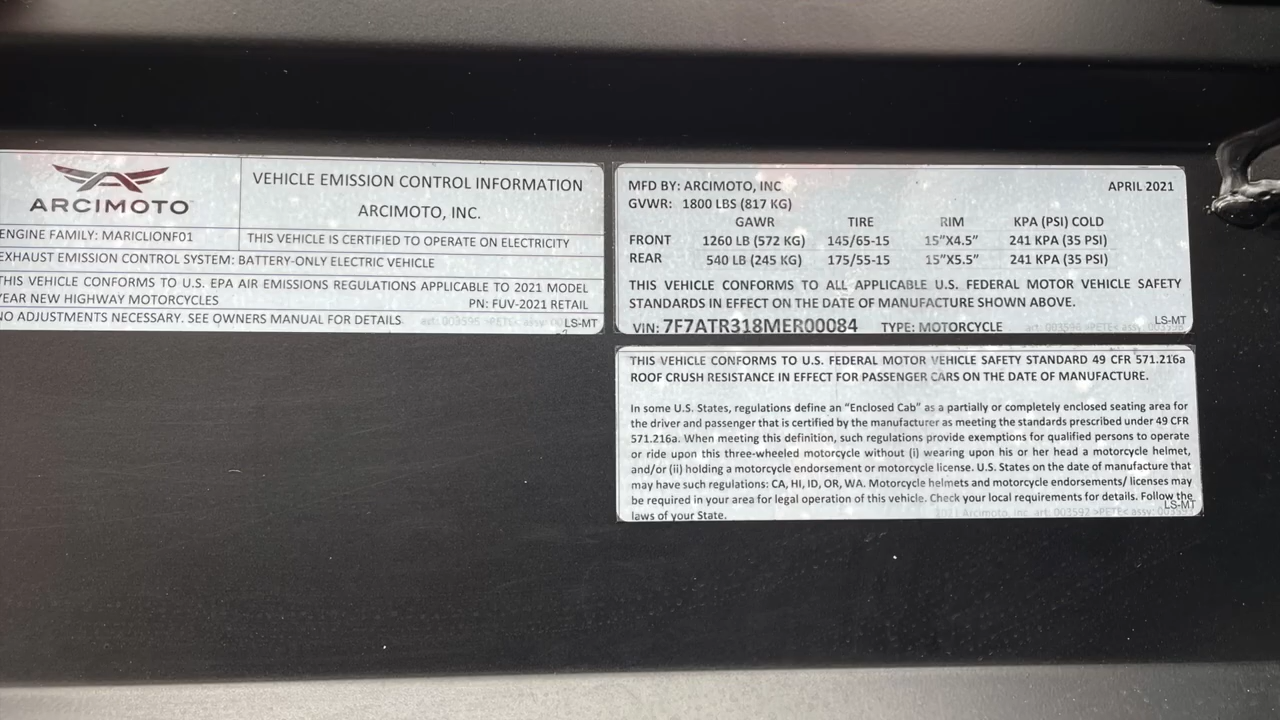 ARCIMOTO
VEHICLE EMISSION CONTROL INFORMATION
ARCIMOTO, INC.
ENGINE FAMILY: MARICLIONF01
THIS VEHICLE IS CERTIFIED TO OPERATE ON ELECTRICITY
EXHAUST EMISSION CONTROL SYSTEM: BATTERY-ONLY ELECTRIC VEHICLE
THIS VEHICLE CONFORMS TO U.S. EPA AIR EMISSIONS REGULATIONS APPLICABLE TO 2021 MODEL
YEAR NEW HIGHWAY MOTORCYCLES PN: FUV-2021 RETAIL
NO ADJUSTMENTS NECESSARY. SEE OWNERS MANUAL FOR DETAILS LS-MT
MFD BY: ARCIMOTO, INC APRIL 2021
GVWR: 1800 LBS (817 KG)
GAWR TIRE RIM KPA (PSI) COLD
FRONT 1260 LB (572 KG) 145/65-15 15”X4.5” 241 KPA (35 PSI)
REAR 540 LB (245 KG) 175/55-15 15”X5.5” 241 KPA (35 PSI)
THIS VEHICLE CONFORMS TO ALL APPLICABLE U.S. FEDERAL MOTOR VEHICLE SAFETY
STANDARDS IN EFFECT ON THE DATE OF MANUFACTURE SHOWN ABOVE.
VIN: 7F7ATR318MER00084 TYPE: MOTORCYCLE LS-MT
THIS VEHICLE CONFORMS TO U.S. FEDERAL MOTOR VEHICLE SAFETY STANDARD 49 CFR 571.216a
ROOF CRUSH RESISTANCE IN EFFECT FOR PASSENGER CARS ON THE DATE OF MANUFACTURE.
In some U.S. States, regulations define an “Enclosed Cab” as a partially or completely enclosed seating area for
the driver and passenger that is certified by the manufacturer as meeting the standards prescribed under 49 CFR
571.216a. When meeting this definition, such regulations provide exemptions for qualified persons to operate
or ride upon this three-wheeled motorcycle without (i) wearing upon his or her head a motorcycle helmet,
and/or (ii) holding a motorcycle endorsement or motorcycle license. U.S. States on the date of manufacture that
may have such regulations: CA, HI, ID, OR, WA. Motorcycle helmets and motorcycle endorsements/ licenses may
be required in your area for legal operation of this vehicle. Check your local requirements for details. Follow the
laws of your State. LS-MT
2021 Arcimoto, Inc. art: 003592 >PETE< assy: